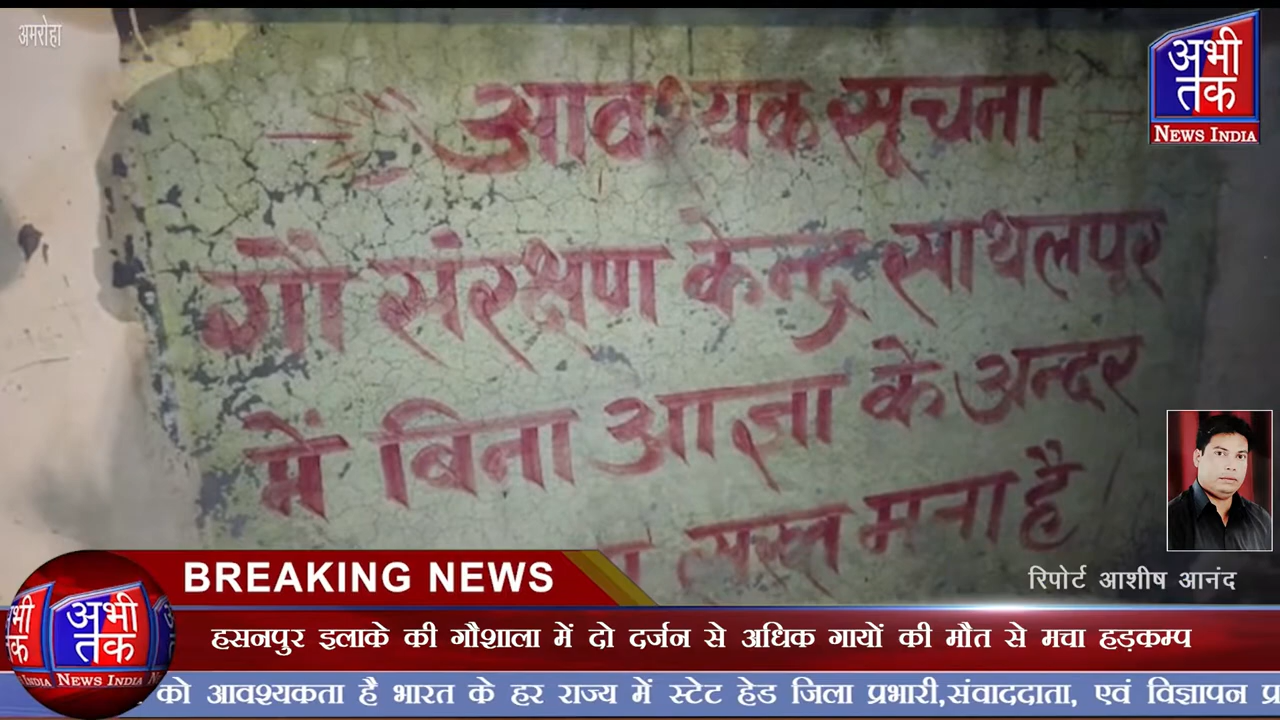 अमरोहा
अभी
तक
NEWS INDIA
आवश्यक सूचना
गौ संरक्षण केन्द्र साथलपुर
में बिना आज्ञा के अन्दर
सख्त मना है
रिपोर्ट आशीष आनंद
BREAKING NEWS
अभी
तक
NEWS INDIA
हसनपुर इलाके की गौशाला में दो दर्जन से अधिक गायों की मौत से मचा हड़कम्प
को आवश्यकता है भारत के हर राज्य में स्टेट हेड जिला प्रभारी,संवाददाता, एवं विज्ञापन प्र